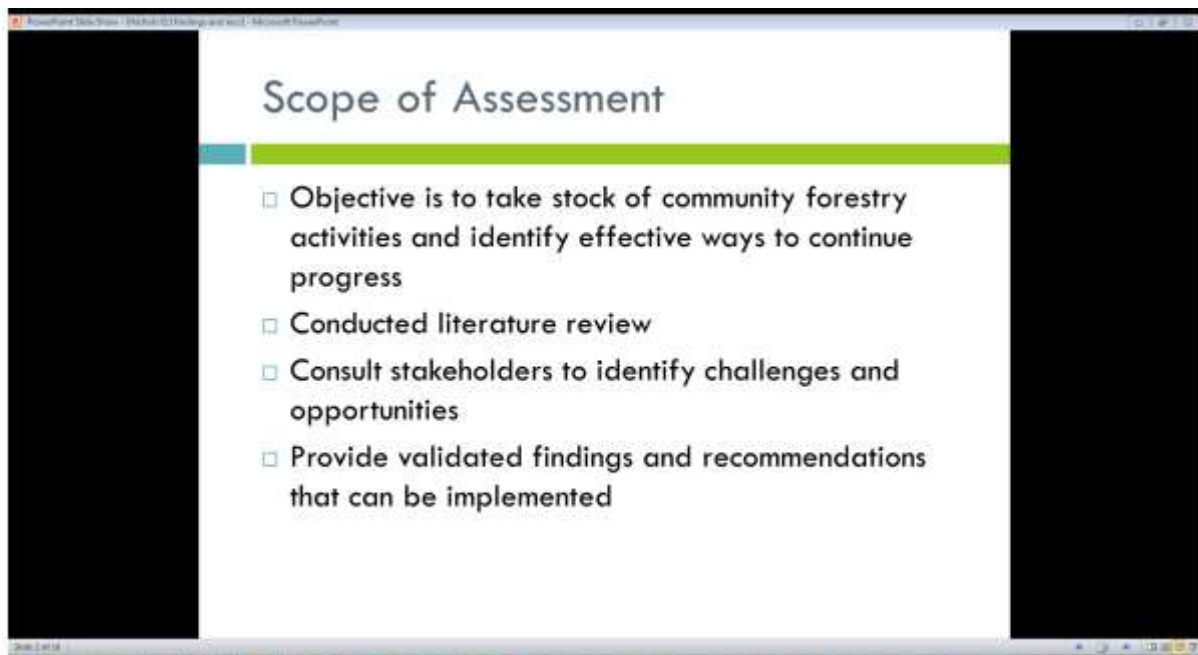 Scope of Assessment
Objective is to take stock of community forestry
activities and identify effective ways to continue
progress
Conducted literature review
Consult stakeholders to identify challenges and
opportunities
Provide validated findings and recommendations
that can be implemented